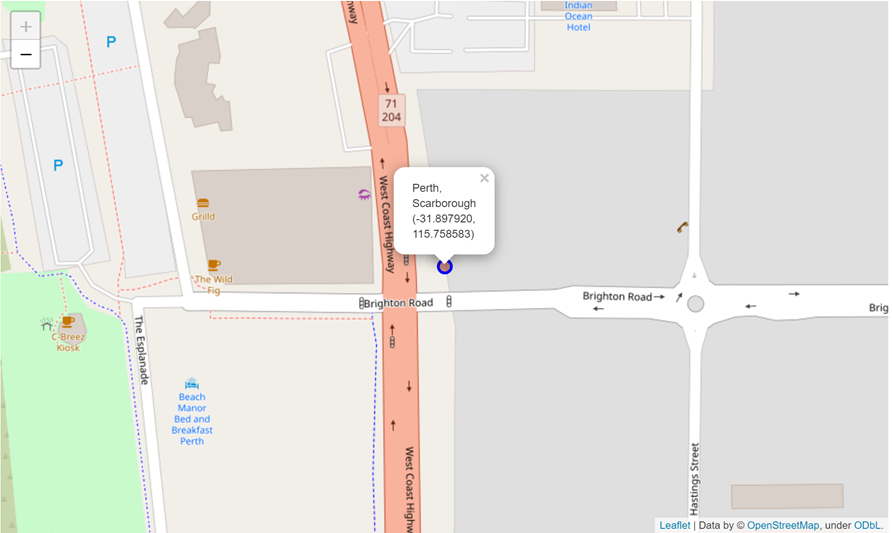 +
−
P
hway
Indian
Ocean
Hotel
71
204
P
×
Perth,
Scarborough
(-31.897920,
115.758583)
West Coast Highway
Grilld
The Wild
Fig
Brighton Road
Brighton Road
Brig
C-Breez
Kiosk
The Esplanade
Beach
Manor
Bed and
Breakfast
Perth
West Coast Highw
Hastings Street
Leaflet | Data by © OpenStreetMap, under ODbL.